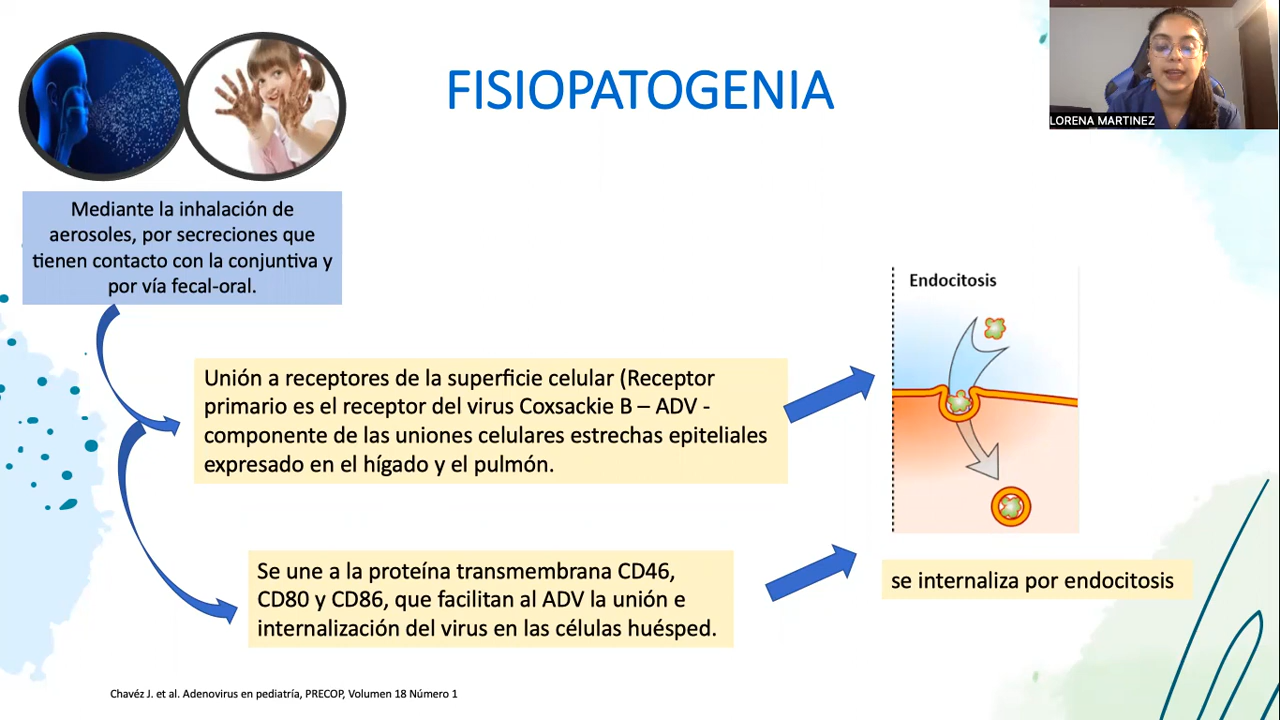 FISIOPATOGENIA
LORENA MARTINEZ
Mediante la inhalación de
aerosoles, por secreciones que
tienen contacto con la conjuntiva y
por vía fecal-oral.
Unión a receptores de la superficie celular (Receptor
primario es el receptor del virus Coxsackie B – ADV -
componente de las uniones celulares estrechas epiteliales
expresado en el hígado y el pulmón.
Endocitosis
Se une a la proteína transmembrana CD46,
CD80 y CD86, que facilitan al ADV la unión e
internalización del virus en las células huésped.
se internaliza por endocitosis
Chavéz J. et al. Adenovirus en pediatría, PRECOP, Volumen 18 Número 1